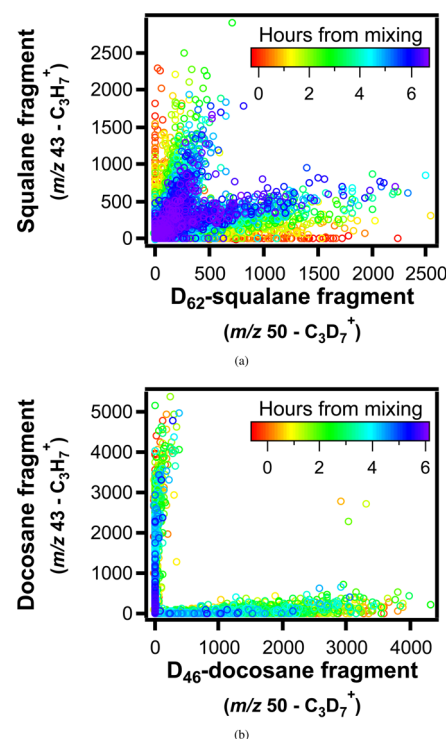 Hours from mixing
0 2 4 6
Squalane fragment
(m/z 43 - C₃H₇⁺)
2500
2000
1500
1000
500
0
0 500 1000 1500 2000 2500
D₆₂-squalane fragment
(m/z 50 - C₃D₇⁺)
(a)
Hours from mixing
0 2 4 6
Docosane fragment
(m/z 43 - C₃H₇⁺)
5000
4000
3000
2000
1000
0
0 1000 2000 3000 4000
D₄₆-docosane fragment
(m/z 50 - C₃D₇⁺)
(b)